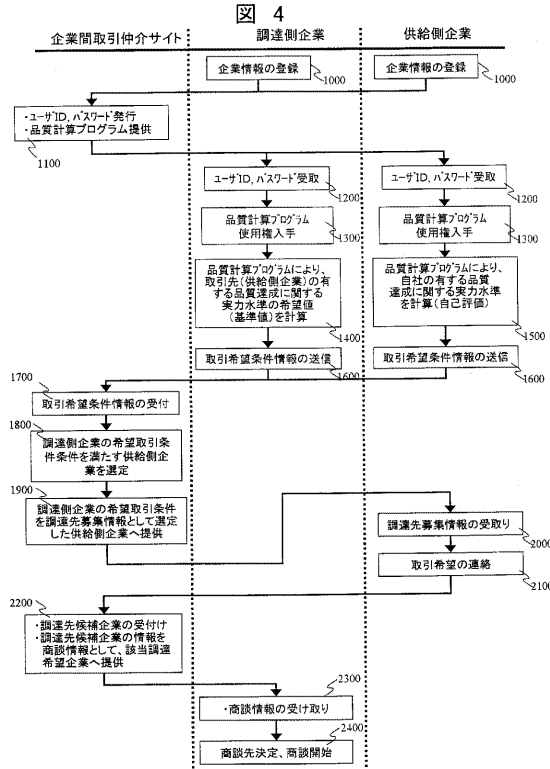 図 4
企業間取引仲介サイト
調達側企業
供給側企業
企業情報の登録
1000
企業情報の登録
1000
・ユーザID、パスワード発行
・品質計算プログラム提供
1100
ユーザID、パスワード受取
1200
ユーザID、パスワード受取
1200
品質計算プログラム
使用権入手
1300
品質計算プログラム
使用権入手
1300
品質計算プログラムにより、
取引先(供給側企業)の有
する品質達成に関する
実力水準の希望値
(基準値)を計算
1400
品質計算プログラムにより、
自社の有する品質
達成に関する実力水準
を計算(自己評価)
1500
取引希望条件情報の送信
1600
取引希望条件情報の送信
1600
1700
取引希望条件情報の受付
1800
調達側企業の希望取引条
件条件を満たす供給側企
業を選定
1900
調達側企業の希望取引条件
を調達先募集情報として選定
した供給側企業へ提供
調達先募集情報の受取り
2000
取引希望の連絡
2100
2200
・調達先候補企業の受付け
・調達先候補企業の情報を
商談情報として、該当調達
希望企業へ提供
2300
・商談情報の受け取り
2400
商談先決定、商談開始